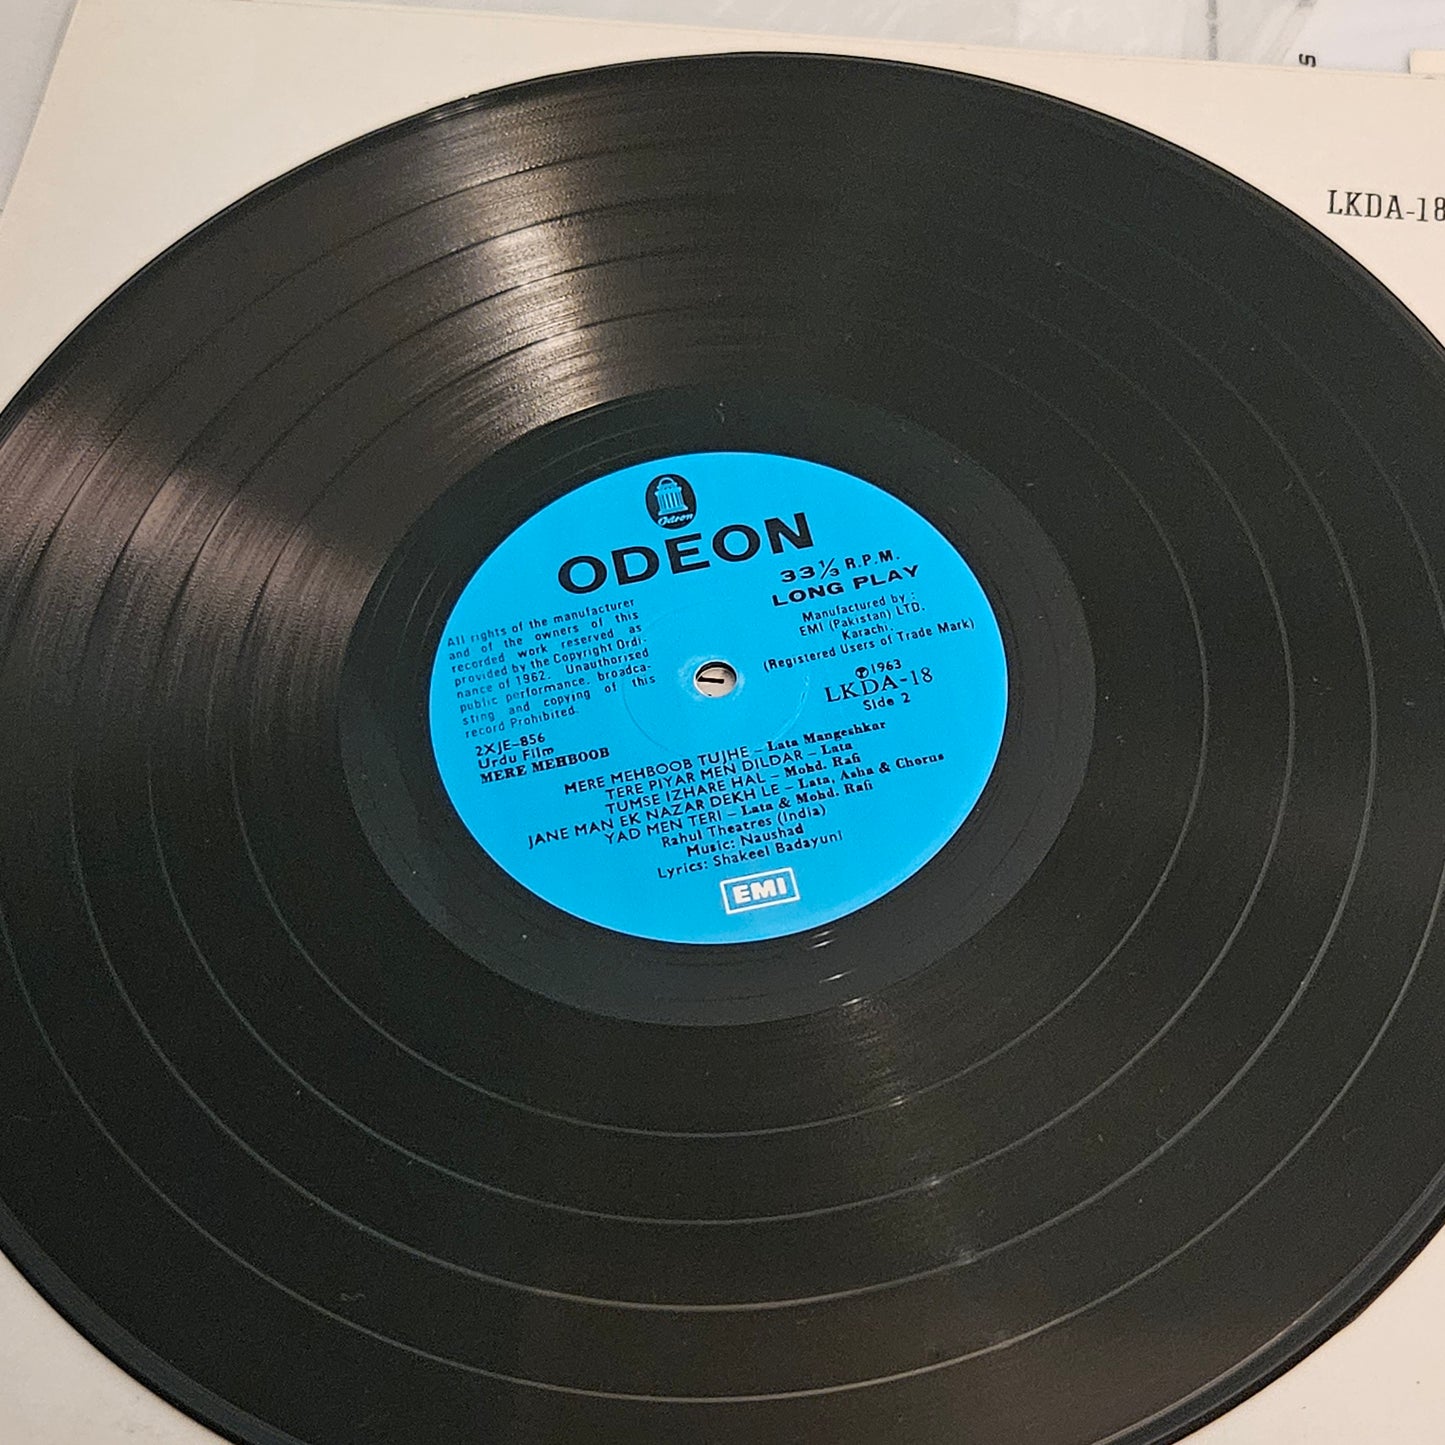 S
LKDA-18
Odeon
ODEON
33⅓ R.P.M.
LONG PLAY
All rights of the manufacturer
and of the owners of this
recorded work reserved as
provided by the Copyright Ordi-
nance of 1962. Unauthorised
public performance, broadca-
sting and copying of this
record Prohibited.
Manufactured by :
EMI (Pakistan) LTD.
Karachi.
(Registered Users of Trade Mark)
Ⓟ1963
LKDA-18
Side 2
2XJE-856
Urdu Film
MERE MEHBOOB
MERE MEHBOOB TUJHE – Lata Mangeshkar
TERE PIYAR MEN DILDAR – Lata
TUMSE IZHARE HAL – Mohd. Rafi
JANE MAN EK NAZAR DEKH LE – Lata, Asha & Chorus
YAD MEN TERI – Lata & Mohd. Rafi
Rahul Theatres (India)
Music: Naushad
Lyrics: Shakeel Badayuni
EMI